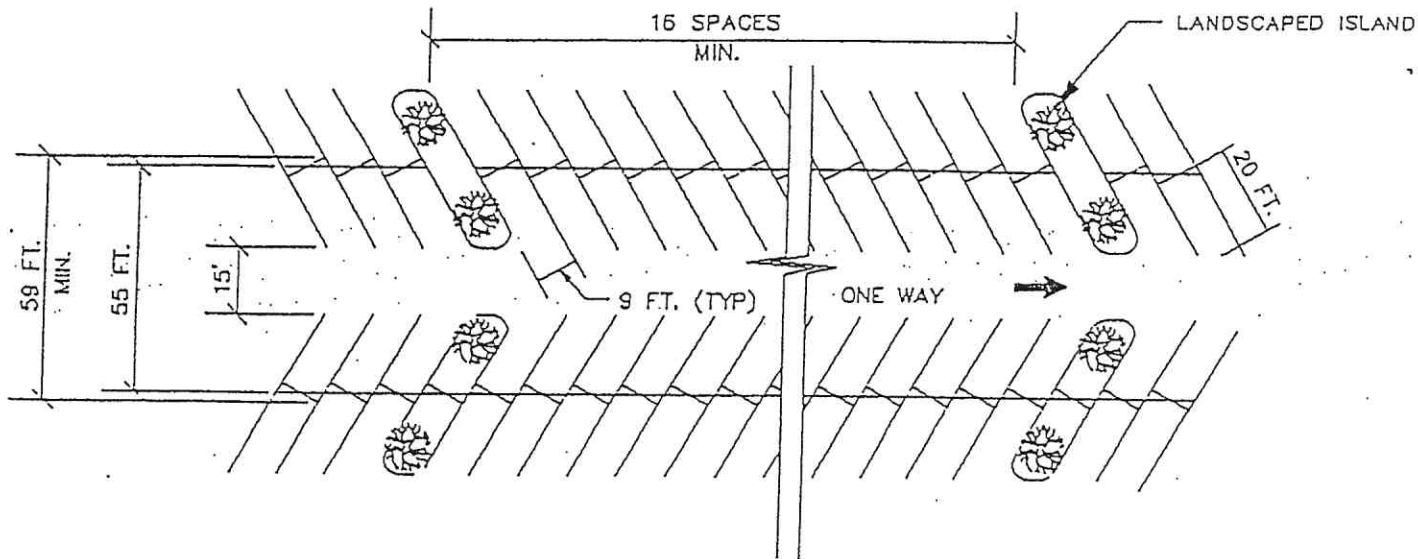 16 SPACES
MIN.
LANDSCAPED ISLAND
59 FT.
MIN.
55 FT.
15'
20 FT.
9 FT. (TYP)
ONE WAY